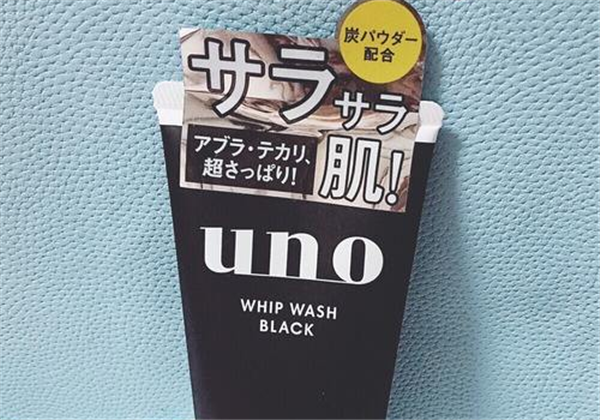 炭パウダー
配合
サラサラ
肌!
アブラ・テカリ、
超さっぱり!
uno
WHIP WASH
BLACK